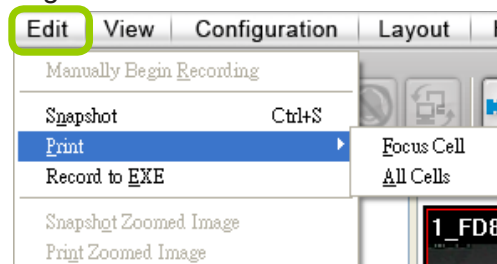 Edit View Configuration Layout
Manually Begin Recording
Snapshot Ctrl+S
Print
Focus Cell
Record to EXE
All Cells
Snapshot Zoomed Image
1_FD8
Print Zoomed Image